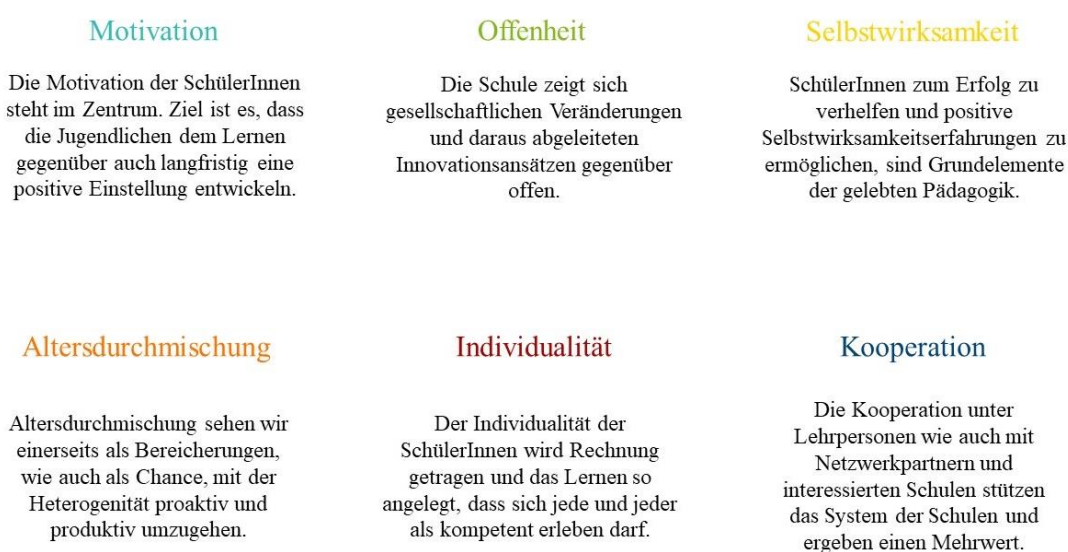 Motivation
Die Motivation der SchülerInnen
steht im Zentrum. Ziel ist es, dass
die Jugendlichen dem Lernen
gegenüber auch langfristig eine
positive Einstellung entwickeln.
Offenheit
Die Schule zeigt sich
gesellschaftlichen Veränderungen
und daraus abgeleiteten
Innovationsansätzen gegenüber
offen.
Selbstwirksamkeit
SchülerInnen zum Erfolg zu
verhelfen und positive
Selbstwirksamkeitserfahrungen zu
ermöglichen, sind Grundelemente
der gelebten Pädagogik.
Altersdurchmischung
Altersdurchmischung sehen wir
einerseits als Bereicherungen,
wie auch als Chance, mit der
Heterogenität proaktiv und
produktiv umzugehen.
Individualität
Der Individualität der
SchülerInnen wird Rechnung
getragen und das Lernen so
angelegt, dass sich jede und jeder
als kompetent erleben darf.
Kooperation
Die Kooperation unter
Lehrpersonen wie auch mit
Netzwerkpartnern und
interessierten Schulen stützen
das System der Schulen und
ergeben einen Mehrwert.